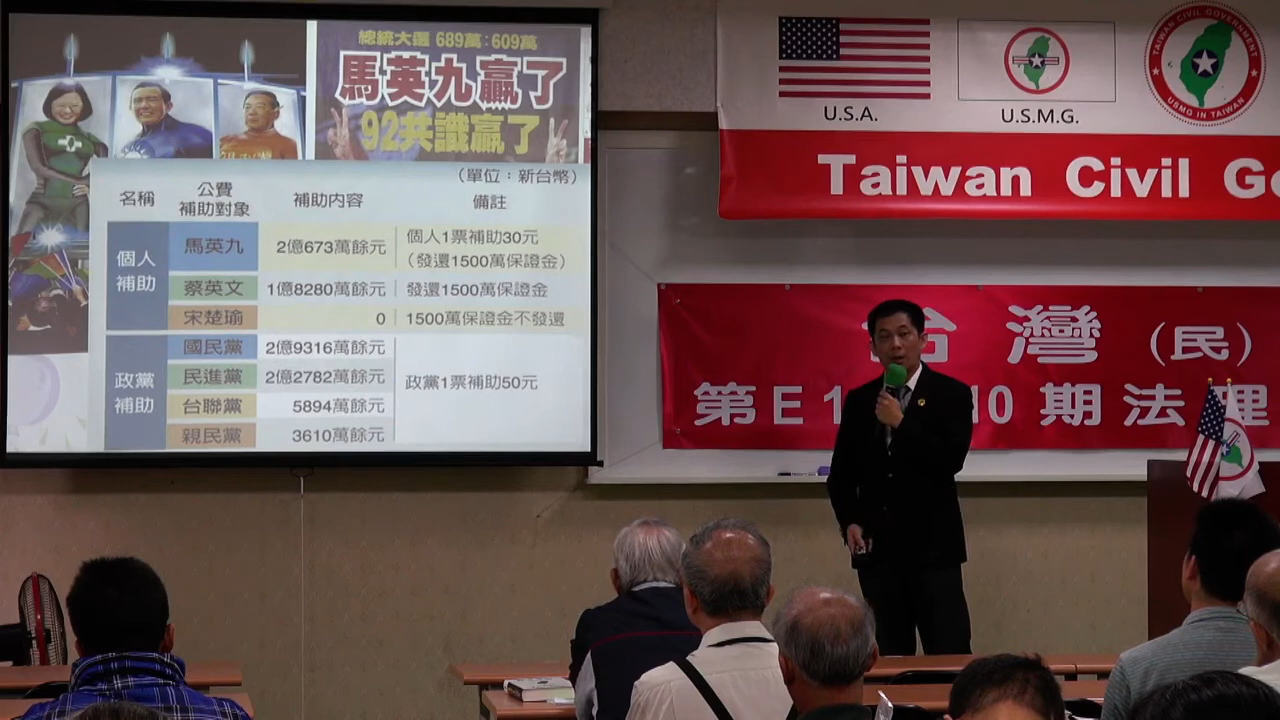 總統大選 689萬:609萬
馬英九贏了
92共識贏了
(單位:新台幣)
名稱 公費補助對象 補助內容 備註
個人補助
馬英九 2億673萬餘元 個人1票補助30元
(發還1500萬保證金)
蔡英文 1億8280萬餘元 發還1500萬保證金
宋楚瑜 0 1500萬保證金不發還
政黨補助
國民黨 2億9316萬餘元
民進黨 2億2782萬餘元
政黨1票補助50元
台聯黨 5894萬餘元
親民黨 3610萬餘元
U.S.A.
U.S.M.G.
TAIWAN CIVIL GOVERNMENT
USMG IN TAIWAN
Taiwan Civil
台灣(民)
第E1
期法理